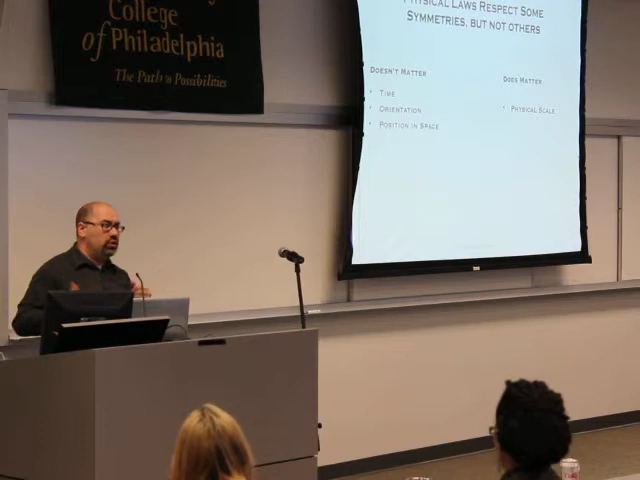 College
of Philadelphia
The Path to Possibilities
Physical Laws Respect Some
Symmetries, but not others
Doesn't Matter
• Time
• Orientation
• Position in Space
Does Matter
• Physical Scale